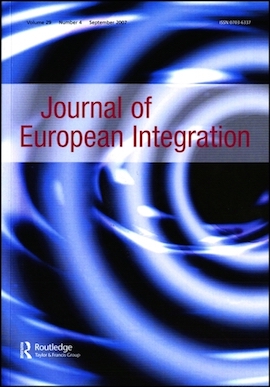 Volume 29 Number 4 September 2007 ISSN 0703-6337
Journal of
European Integration
Routledge
Taylor & Francis Group